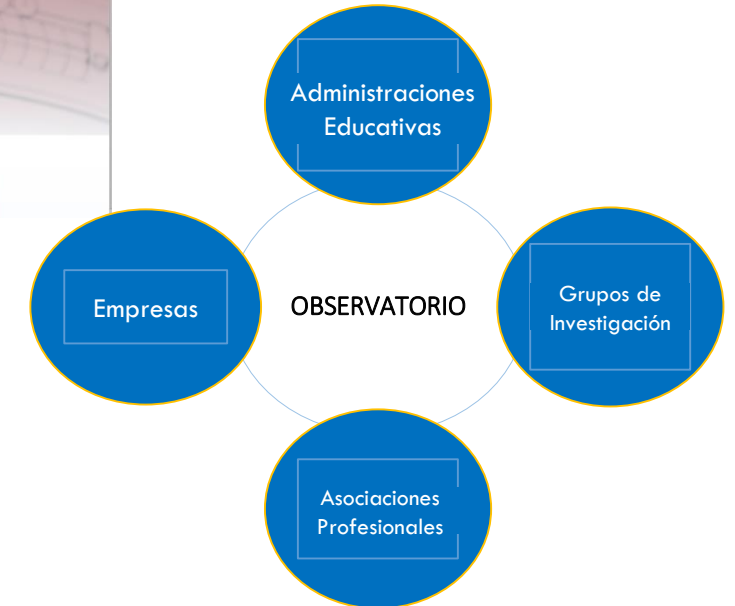 Administraciones
Educativas
Empresas
OBSERVATORIO
Grupos de
Investigación
Asociaciones
Profesionales